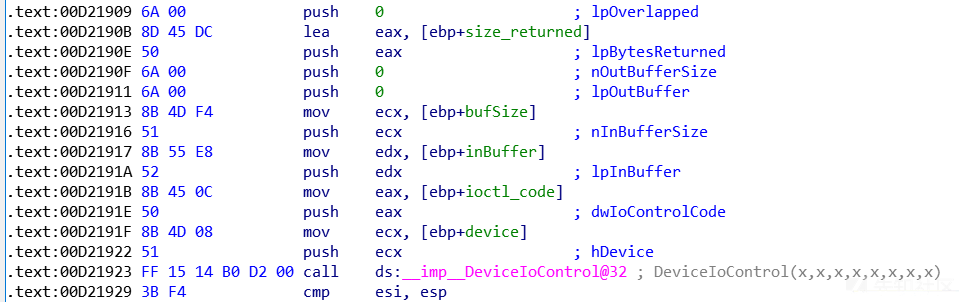 .text:00D21909 6A 00 push 0 ; lpOverlapped
.text:00D2190B 8D 45 DC lea eax, [ebp+size_returned]
.text:00D2190E 50 push eax ; lpBytesReturned
.text:00D2190F 6A 00 push 0 ; nOutBufferSize
.text:00D21911 6A 00 push 0 ; lpOutBuffer
.text:00D21913 8B 4D F4 mov ecx, [ebp+bufSize]
.text:00D21916 51 push ecx ; nInBufferSize
.text:00D21917 8B 55 E8 mov edx, [ebp+inBuffer]
.text:00D2191A 52 push edx ; lpInBuffer
.text:00D2191B 8B 45 0C mov eax, [ebp+ioctl_code]
.text:00D2191E 50 push eax ; dwIoControlCode
.text:00D2191F 8B 4D 08 mov ecx, [ebp+device]
.text:00D21922 51 push ecx ; hDevice
.text:00D21923 FF 15 14 B0 D2 00 call ds:__imp__DeviceIoControl@32 ; DeviceIoControl(x,x,x,x,x,x,x,x)
.text:00D21929 3B F4 cmp esi, esp